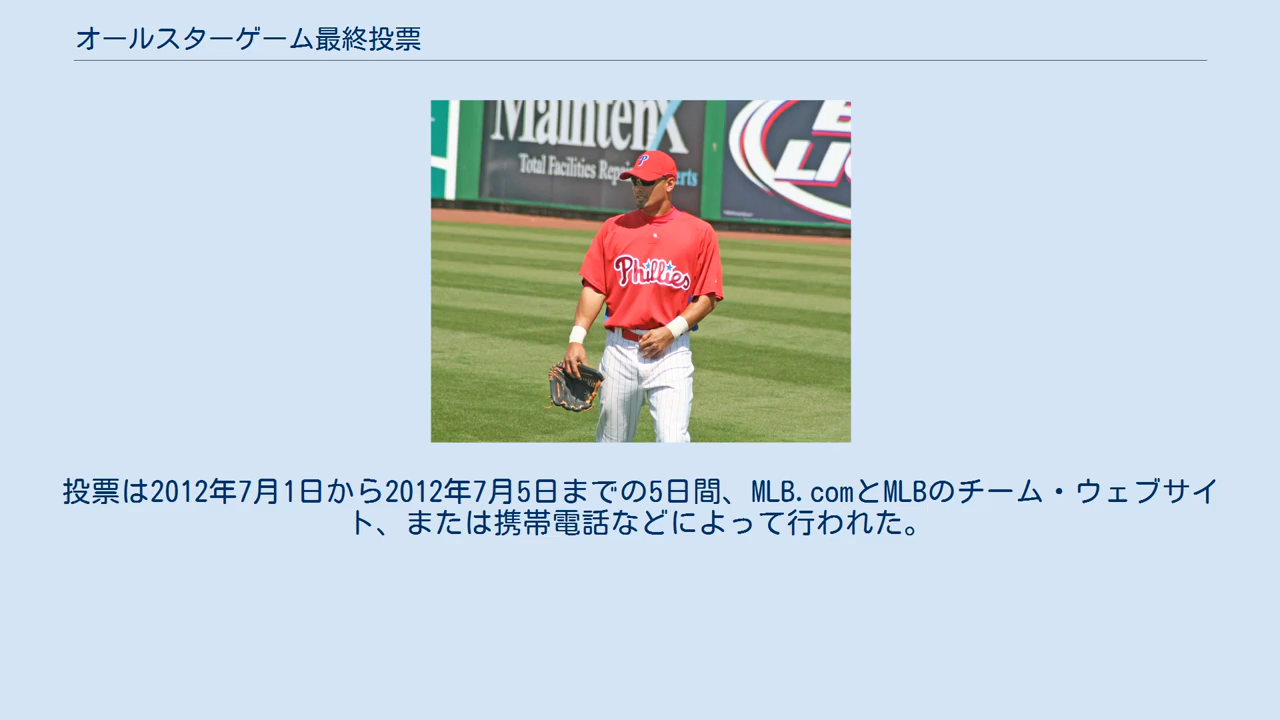 オールスターゲーム最終投票
MaintenX
Total Facilities Repair
erts
LI
P
Phillies
投票は2012年7月1日から2012年7月5日までの5日間、MLB.comとMLBのチーム・ウェブサイ
ト、または携帯電話などによって行われた。